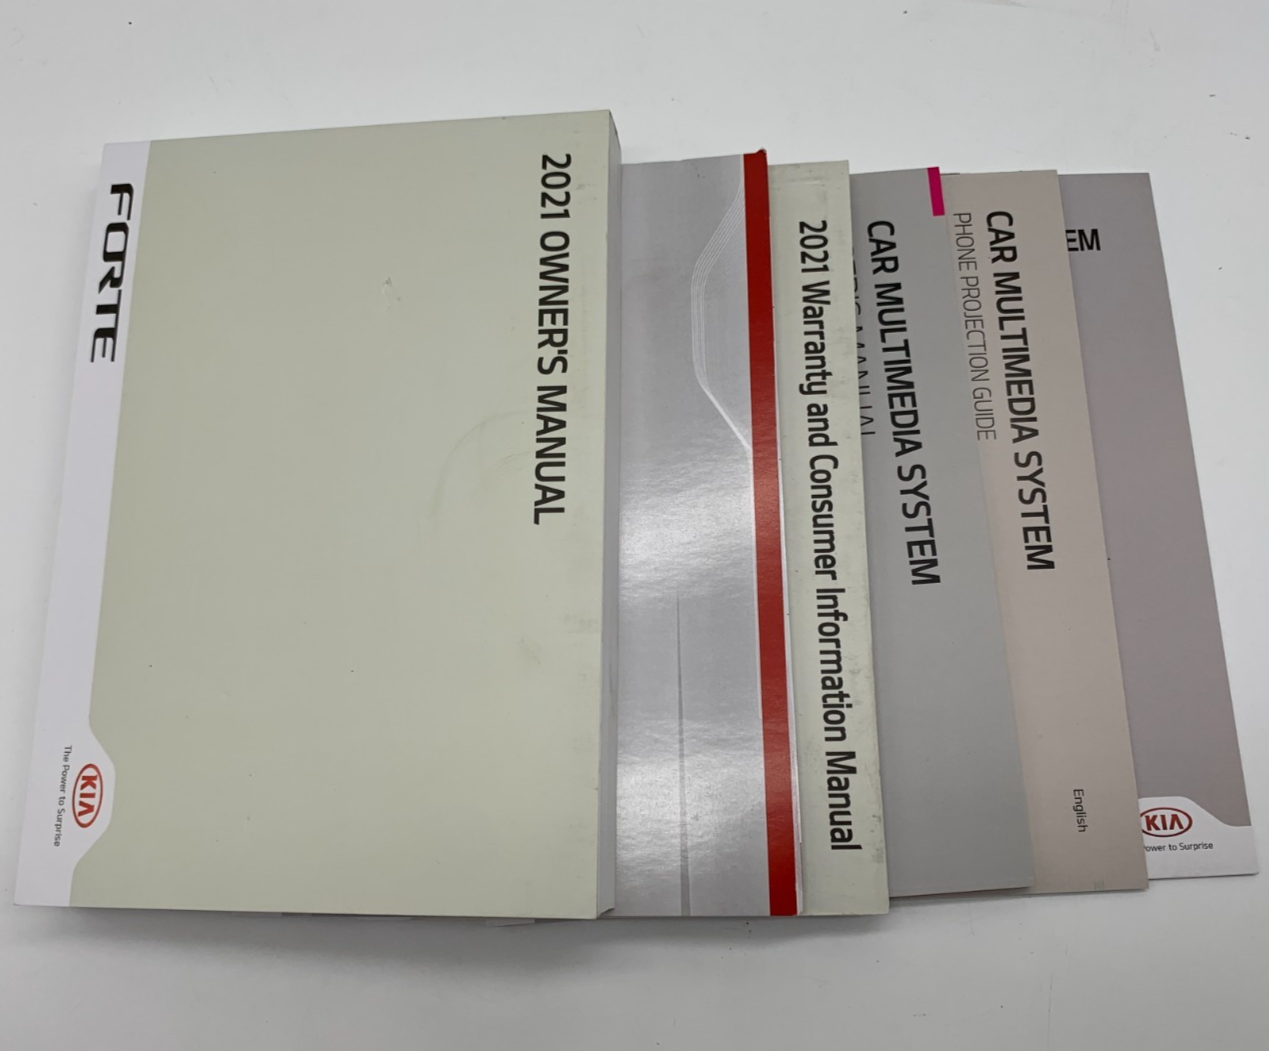 2021 OWNER'S MANUAL
FORTE
KIA
The Power to Surprise
2021 Warranty and Consumer Information Manual
CAR MULTIMEDIA SYSTEM
MANUAL
CAR MULTIMEDIA SYSTEM
PHONE PROJECTION GUIDE
English
EM
KIA
ower to Surprise